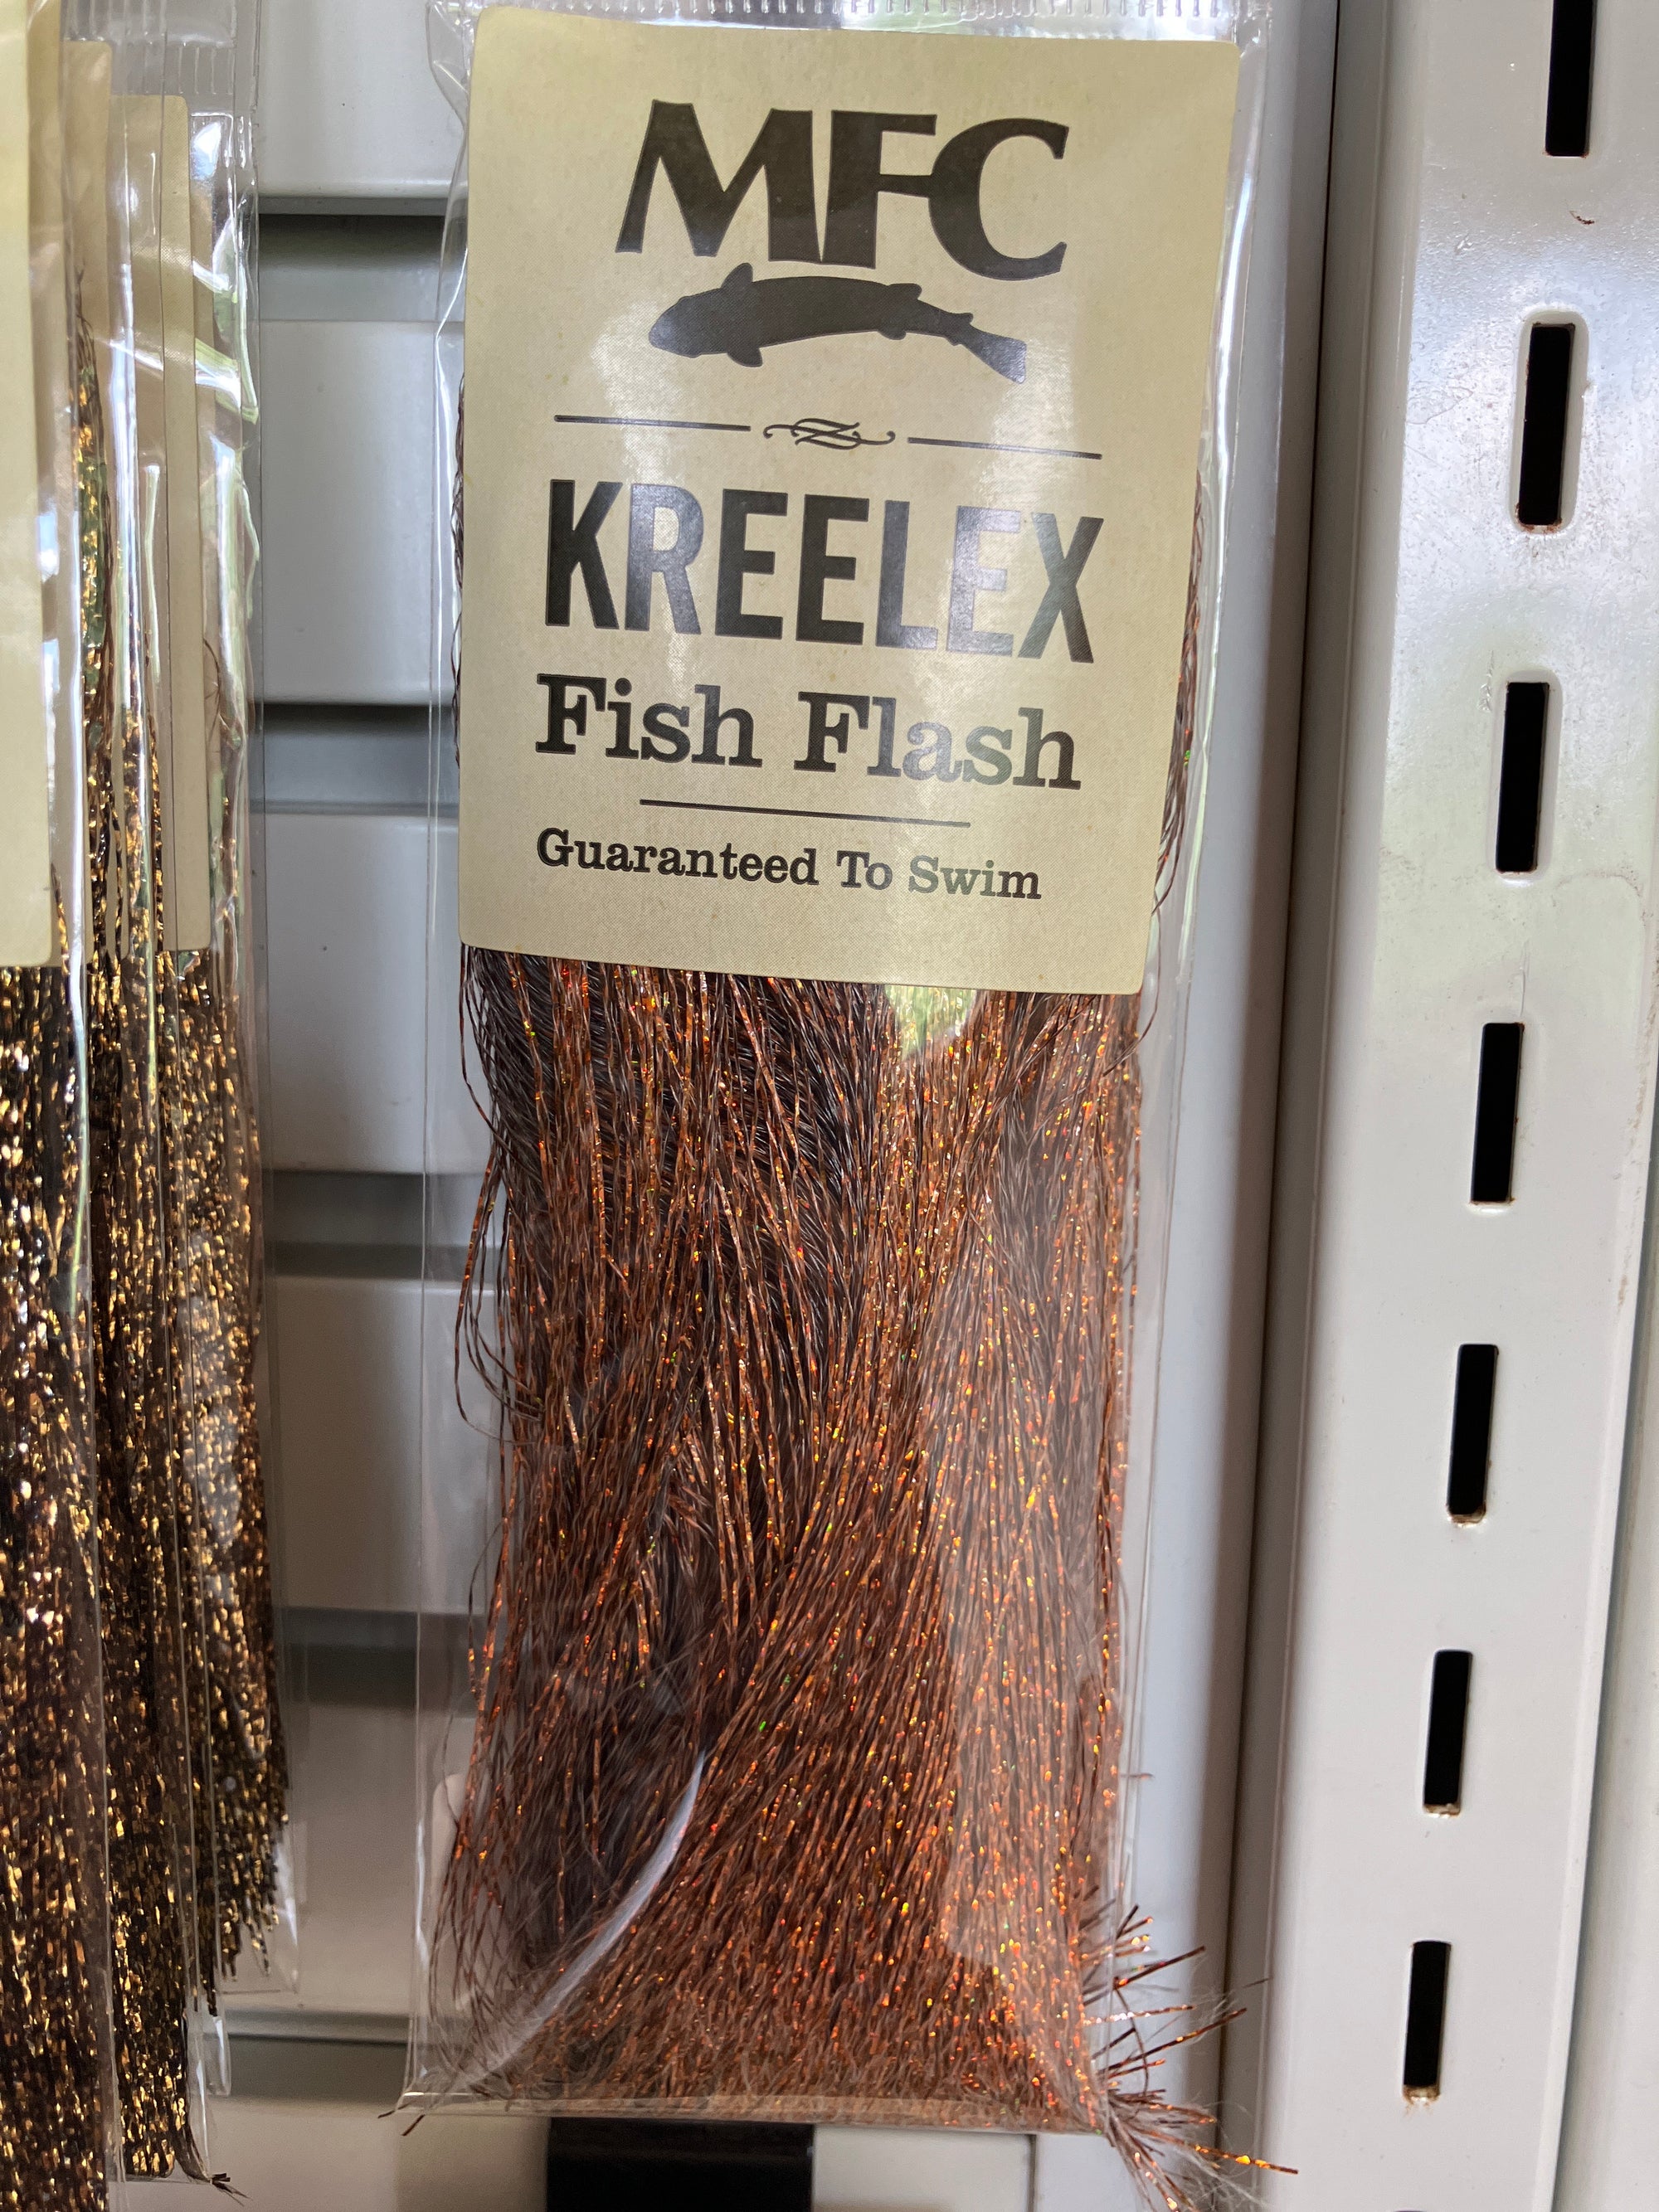 MFC
KREELEX
Fish Flash
Guaranteed To Swim